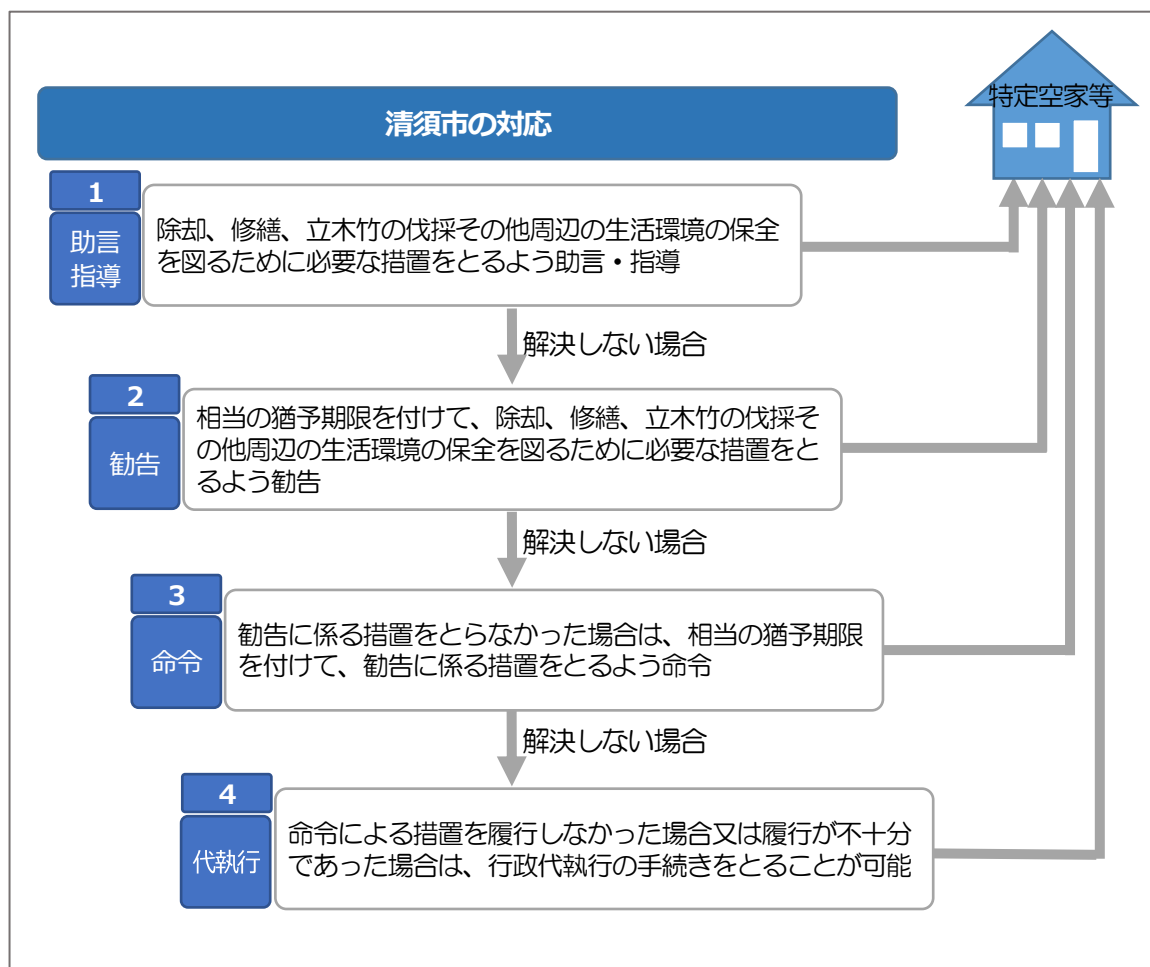 特定空家等
清須市の対応
1
助言
指導
除却、修繕、立木竹の伐採その他周辺の生活環境の保全
を図るために必要な措置をとるよう助言・指導
解決しない場合
2
勧告
相当の猶予期限を付けて、除却、修繕、立木竹の伐採そ
の他周辺の生活環境の保全を図るために必要な措置をと
るよう勧告
解決しない場合
3
命令
勧告に係る措置をとらなかった場合は、相当の猶予期限
を付けて、勧告に係る措置をとるよう命令
解決しない場合
4
代執行
命令による措置を履行しなかった場合又は履行が不十分
であった場合は、行政代執行の手続きをとることが可能